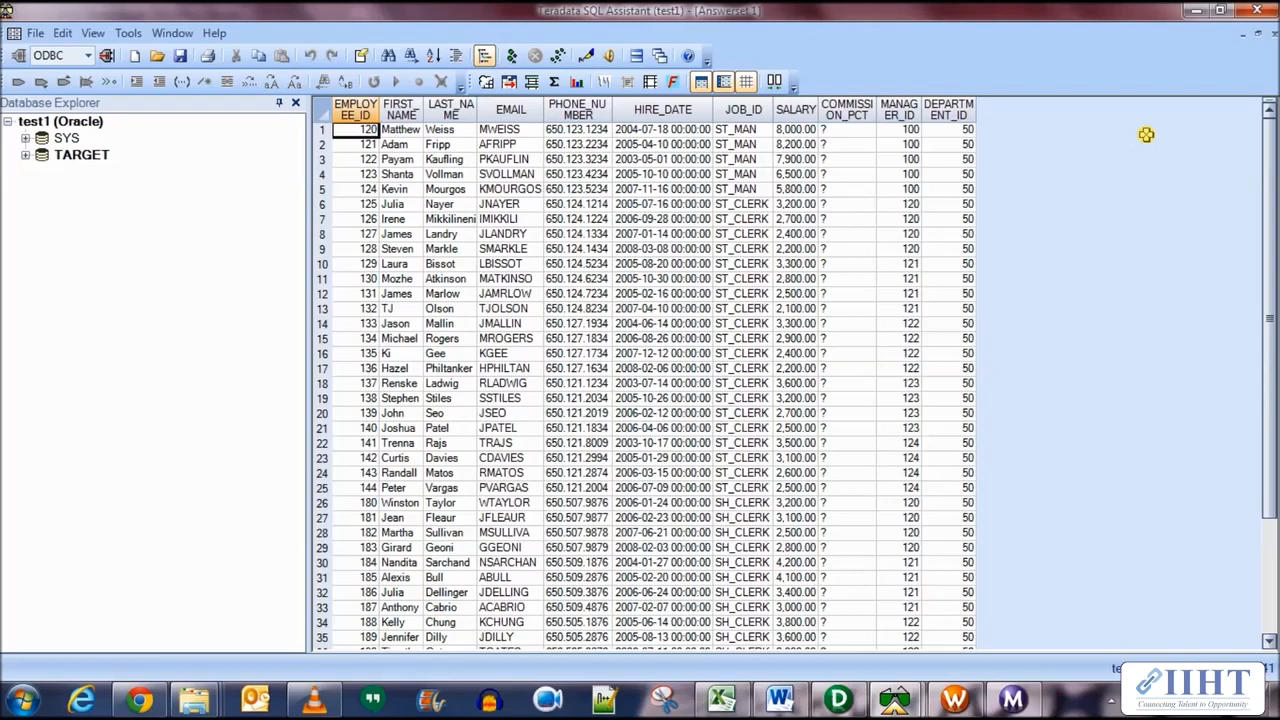 Teradata SQL Assistant (test1) - [Answerset 1]
File Edit View Tools Window Help
ODBC
Database Explorer
test1 (Oracle)
SYS
TARGET
EMPLOYEE_ID FIRST_NAME LAST_NAME EMAIL PHONE_NUMBER HIRE_DATE JOB_ID SALARY COMMISSION_PCT MANAGER_ID DEPARTMENT_ID
1 120 Matthew Weiss MWEISS 650.123.1234 2004-07-18 00:00:00 ST_MAN 8,000.00 ? 100 50
2 121 Adam Fripp AFRIPP 650.123.2234 2005-04-10 00:00:00 ST_MAN 8,200.00 ? 100 50
3 122 Payam Kaufling PKAUFLIN 650.123.3234 2003-05-01 00:00:00 ST_MAN 7,900.00 ? 100 50
4 123 Shanta Vollman SVOLLMAN 650.123.4234 2005-10-10 00:00:00 ST_MAN 6,500.00 ? 100 50
5 124 Kevin Mourgos KMOURGOS 650.123.5234 2007-11-16 00:00:00 ST_MAN 5,800.00 ? 100 50
6 125 Julia Nayer JNAYER 650.124.1214 2005-07-16 00:00:00 ST_CLERK 3,200.00 ? 120 50
7 126 Irene Mikkilineni IMIKKILI 650.124.1224 2006-09-28 00:00:00 ST_CLERK 2,700.00 ? 120 50
8 127 James Landry JLANDRY 650.124.1334 2007-01-14 00:00:00 ST_CLERK 2,400.00 ? 120 50
9 128 Steven Markle SMARKLE 650.124.1434 2008-03-08 00:00:00 ST_CLERK 2,200.00 ? 120 50
10 129 Laura Bissot LBISSOT 650.124.5234 2005-08-20 00:00:00 ST_CLERK 3,300.00 ? 121 50
11 130 Mozhe Atkinson MATKINSO 650.124.6234 2005-10-30 00:00:00 ST_CLERK 2,800.00 ? 121 50
12 131 James Marlow JAMRLOW 650.124.7234 2005-02-16 00:00:00 ST_CLERK 2,500.00 ? 121 50
13 132 TJ Olson TJOLSON 650.124.8234 2007-04-10 00:00:00 ST_CLERK 2,100.00 ? 121 50
14 133 Jason Mallin JMALLIN 650.127.1934 2004-06-14 00:00:00 ST_CLERK 3,300.00 ? 122 50
15 134 Michael Rogers MROGERS 650.127.1834 2006-08-26 00:00:00 ST_CLERK 2,900.00 ? 122 50
16 135 Ki Gee KGEE 650.127.1734 2007-12-12 00:00:00 ST_CLERK 2,400.00 ? 122 50
17 136 Hazel Philtanker HPHILTAN 650.127.1634 2008-02-06 00:00:00 ST_CLERK 2,200.00 ? 122 50
18 137 Renske Ladwig RLADWIG 650.121.1234 2003-07-14 00:00:00 ST_CLERK 3,600.00 ? 123 50
19 138 Stephen Stiles SSTILES 650.121.2034 2005-10-26 00:00:00 ST_CLERK 3,200.00 ? 123 50
20 139 John Seo JSEO 650.121.2019 2006-02-12 00:00:00 ST_CLERK 2,700.00 ? 123 50
21 140 Joshua Patel JPATEL 650.121.1834 2006-04-06 00:00:00 ST_CLERK 2,500.00 ? 123 50
22 141 Trenna Rajs TRAJS 650.121.8009 2003-10-17 00:00:00 ST_CLERK 3,500.00 ? 124 50
23 142 Curtis Davies CDAVIES 650.121.2994 2005-01-29 00:00:00 ST_CLERK 3,100.00 ? 124 50
24 143 Randall Matos RMATOS 650.121.2874 2006-03-15 00:00:00 ST_CLERK 2,600.00 ? 124 50
25 144 Peter Vargas PVARGAS 650.121.2004 2006-07-09 00:00:00 ST_CLERK 2,500.00 ? 124 50
26 180 Winston Taylor WTAYLOR 650.507.9876 2006-01-24 00:00:00 SH_CLERK 3,200.00 ? 120 50
27 181 Jean Fleaur JFLEAUR 650.507.9877 2006-02-23 00:00:00 SH_CLERK 3,100.00 ? 120 50
28 182 Martha Sullivan MSULLIVA 650.507.9878 2007-06-21 00:00:00 SH_CLERK 2,500.00 ? 120 50
29 183 Girard Geoni GGEONI 650.507.9879 2008-02-03 00:00:00 SH_CLERK 2,800.00 ? 120 50
30 184 Nandita Sarchand NSARCHAN 650.509.1876 2004-01-27 00:00:00 SH_CLERK 4,200.00 ? 121 50
31 185 Alexis Bull ABULL 650.509.2876 2005-02-20 00:00:00 SH_CLERK 4,100.00 ? 121 50
32 186 Julia Dellinger JDELLING 650.509.3876 2006-06-24 00:00:00 SH_CLERK 3,400.00 ? 121 50
33 187 Anthony Cabrio ACABRIO 650.509.4876 2007-02-07 00:00:00 SH_CLERK 3,000.00 ? 121 50
34 188 Kelly Chung KCHUNG 650.505.1876 2005-06-14 00:00:00 SH_CLERK 3,800.00 ? 122 50
35 189 Jennifer Dilly JDILLY 650.505.2876 2005-08-13 00:00:00 SH_CLERK 3,600.00 ? 122 50
IIHT
Connecting Talent to Opportunity